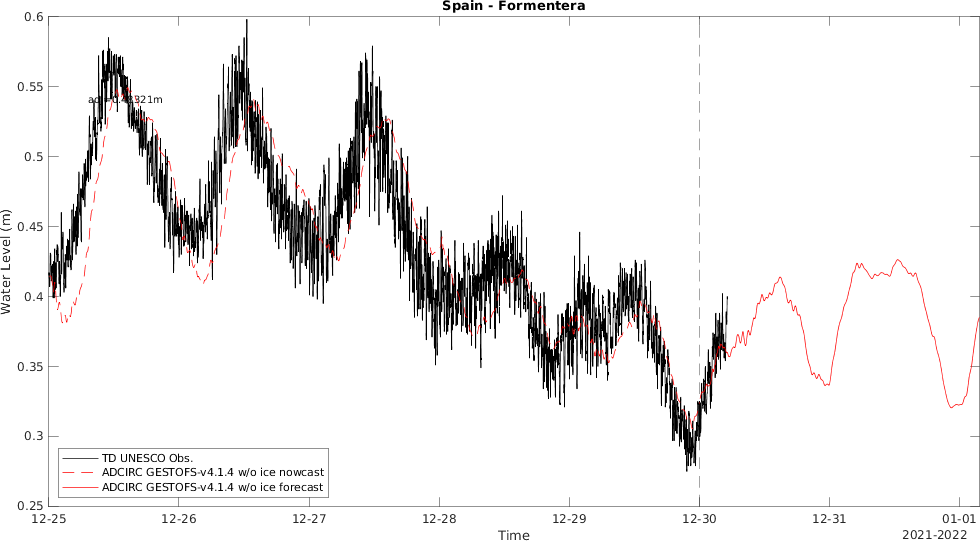 Spain - Formentera
0.6
0.55
0.5
0.45
0.4
0.35
0.3
0.25
Water Level (m)
TD UNESCO Obs.
ADCIRC GESTOFS-v4.1.4 w/o ice nowcast
ADCIRC GESTOFS-v4.1.4 w/o ice forecast
12-25 12-26 12-27 12-28 12-29 12-30 12-31 01-01
Time
2021-2022